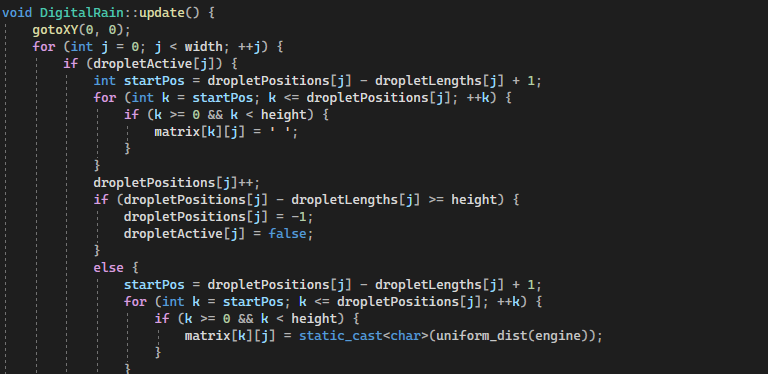 void DigitalRain::update() {
    gotoXY(0, 0);
    for (int j = 0; j < width; ++j) {
        if (dropletActive[j]) {
            int startPos = dropletPositions[j] - dropletLengths[j] + 1;
            for (int k = startPos; k <= dropletPositions[j]; ++k) {
                if (k >= 0 && k < height) {
                    matrix[k][j] = ' ';
                }
            }
            dropletPositions[j]++;
            if (dropletPositions[j] - dropletLengths[j] >= height) {
                dropletPositions[j] = -1;
                dropletActive[j] = false;
            }
            else {
                startPos = dropletPositions[j] - dropletLengths[j] + 1;
                for (int k = startPos; k <= dropletPositions[j]; ++k) {
                    if (k >= 0 && k < height) {
                        matrix[k][j] = static_cast<char>(uniform_dist(engine));
                    }
                }